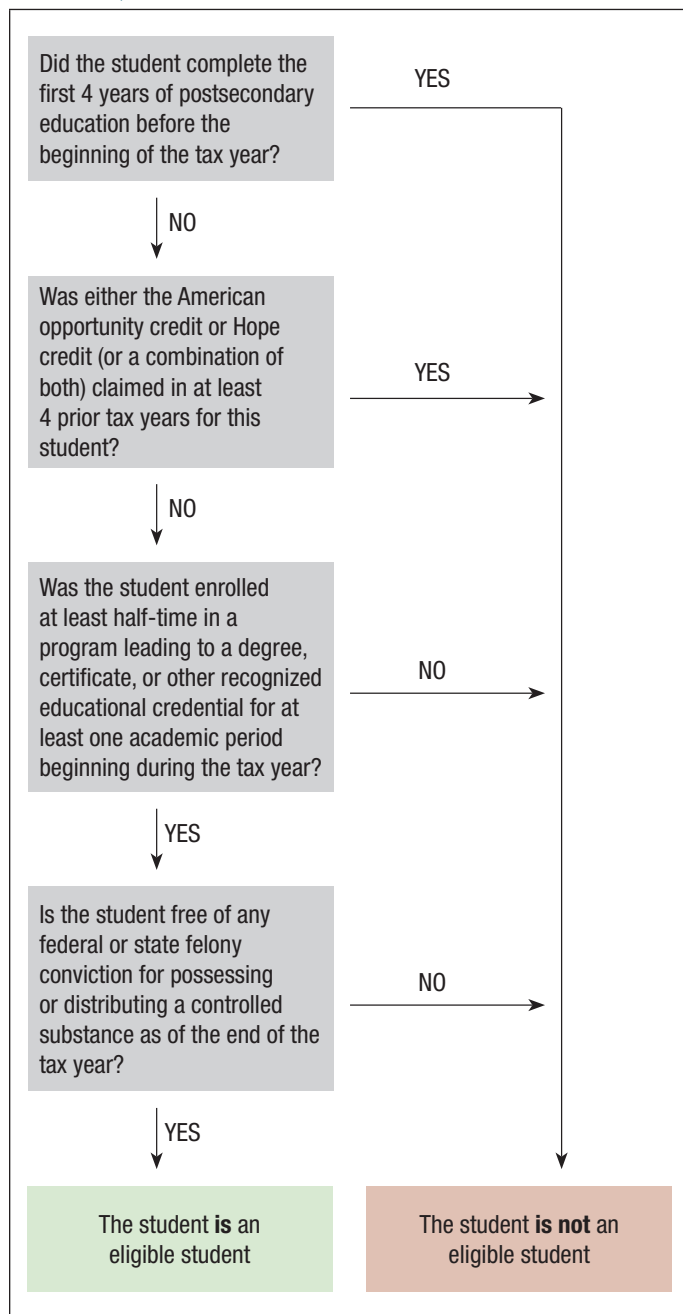 Did the student complete the
first 4 years of postsecondary
education before the
beginning of the tax year?
YES
NO
Was either the American
opportunity credit or Hope
credit (or a combination of
both) claimed in at least
4 prior tax years for this
student?
YES
NO
Was the student enrolled
at least half-time in a
program leading to a degree,
certificate, or other recognized
educational credential for at
least one academic period
beginning during the tax year?
NO
YES
Is the student free of any
federal or state felony
conviction for possessing
or distributing a controlled
substance as of the end of the
tax year?
NO
YES
The student is an
eligible student
The student is not an
eligible student